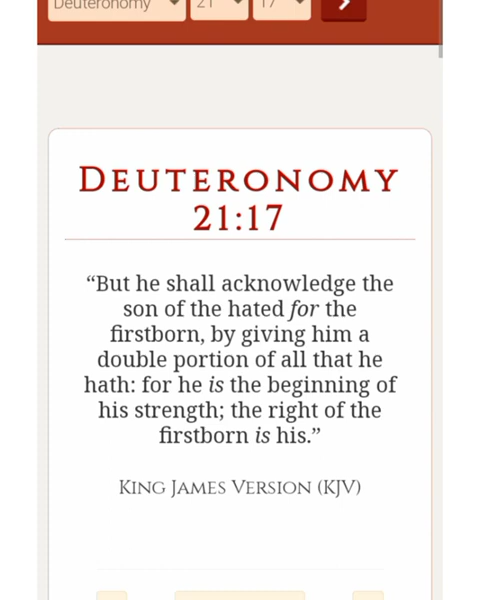 Deuteronomy 21 17
DEUTERONOMY
21:17
“But he shall acknowledge the
son of the hated for the
firstborn, by giving him a
double portion of all that he
hath: for he is the beginning of
his strength; the right of the
firstborn is his.”
KING JAMES VERSION (KJV)